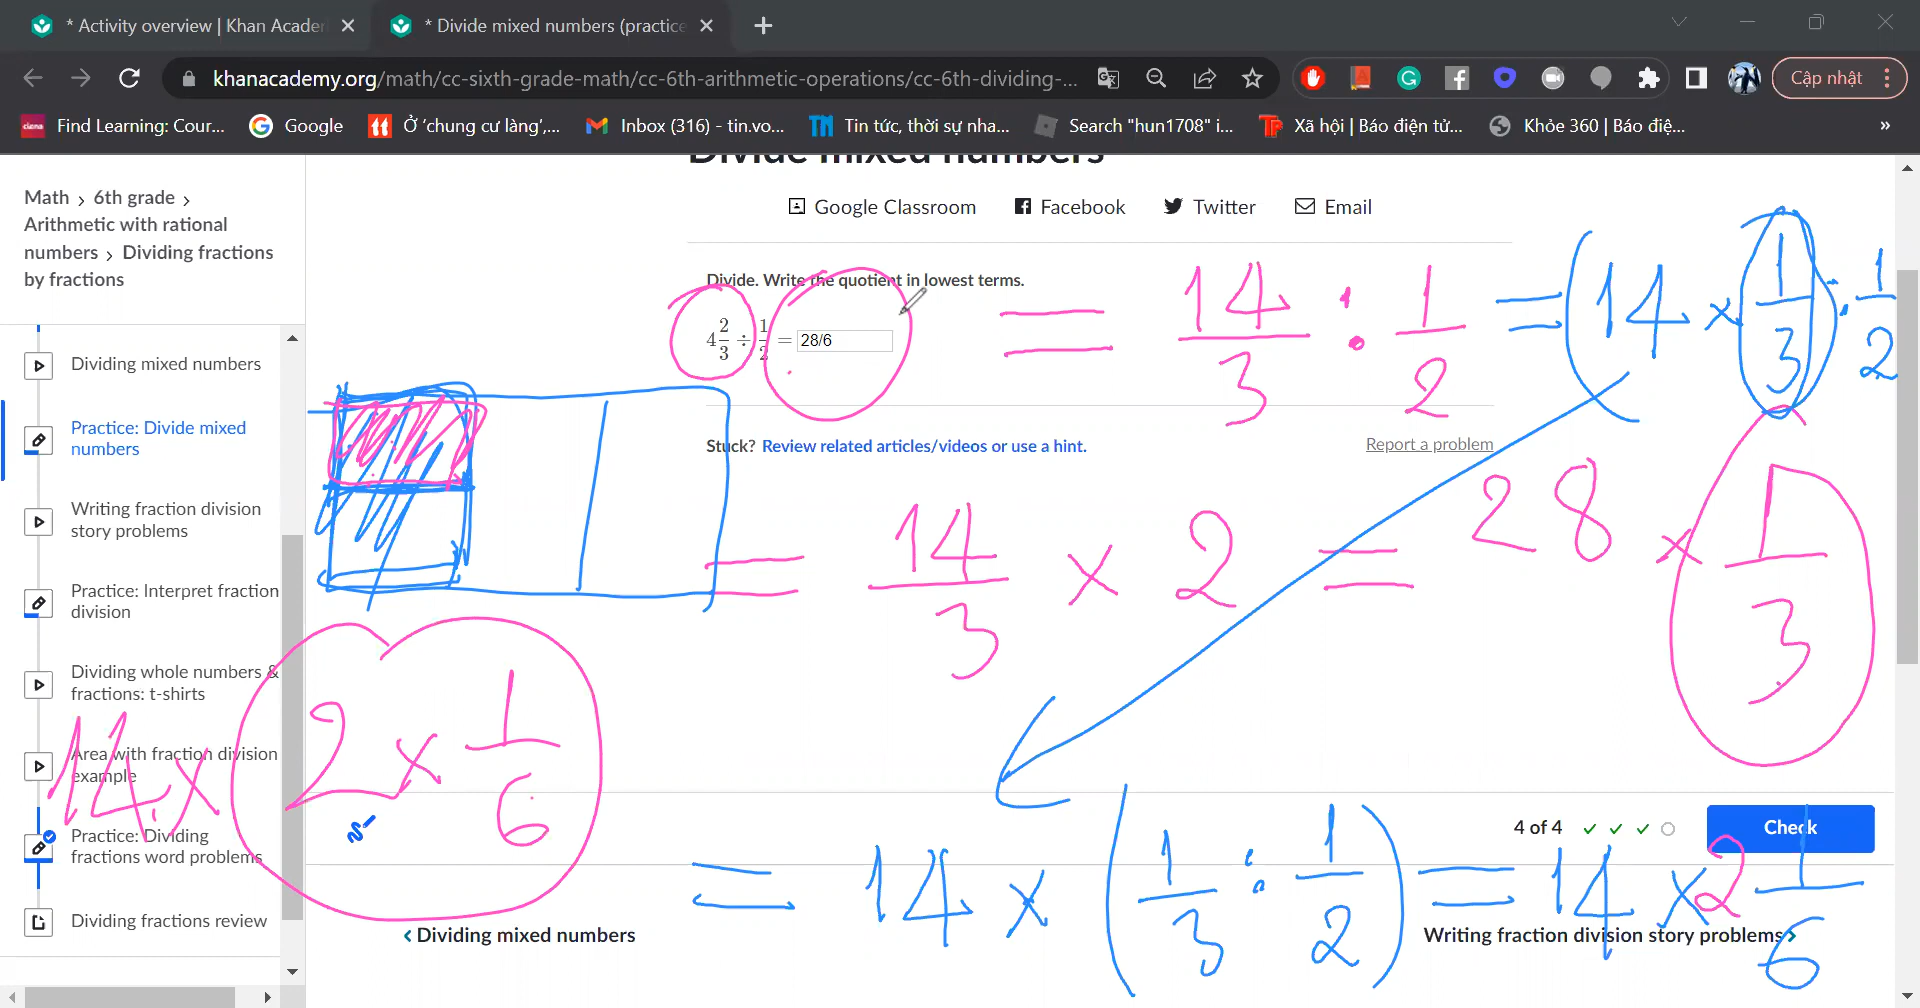 * Activity overview | Khan Acader
* Divide mixed numbers (practice
khanacademy.org/math/cc-sixth-grade-math/cc-6th-arithmetic-operations/cc-6th-dividing-...
Cập nhật
ciena Find Learning: Cour...
Google
Ở 'chung cư làng',...
Inbox (316) - tin.vo...
Tin tức, thời sự nha...
Search "hun1708" i...
Xã hội | Báo điện tử...
Khỏe 360 | Báo điệ...
»
Divide mixed numbers
Math > 6th grade >
Arithmetic with rational
numbers > Dividing fractions
by fractions
Google Classroom
Facebook
Twitter
Email
Divide. Write the quotient in lowest terms.
4 2/3 ÷ 1/2 = 28/6
= 14/3 : 1/2 = (14 × 1/3) : 1/2
Stuck? Review related articles/videos or use a hint.
Report a problem
= 14/3 × 2 = 28 × 1/3
Dividing mixed numbers
Practice: Divide mixed
numbers
Writing fraction division
story problems
Practice: Interpret fraction
division
Dividing whole numbers &
fractions: t-shirts
Area with fraction division
example
Practice: Dividing
fractions word problems
Dividing fractions review
14 × 2 × 1/6
4 of 4
Check
= 14 × (1/3 : 1/2) = 14 × 2 1/6
< Dividing mixed numbers
Writing fraction division story problems >